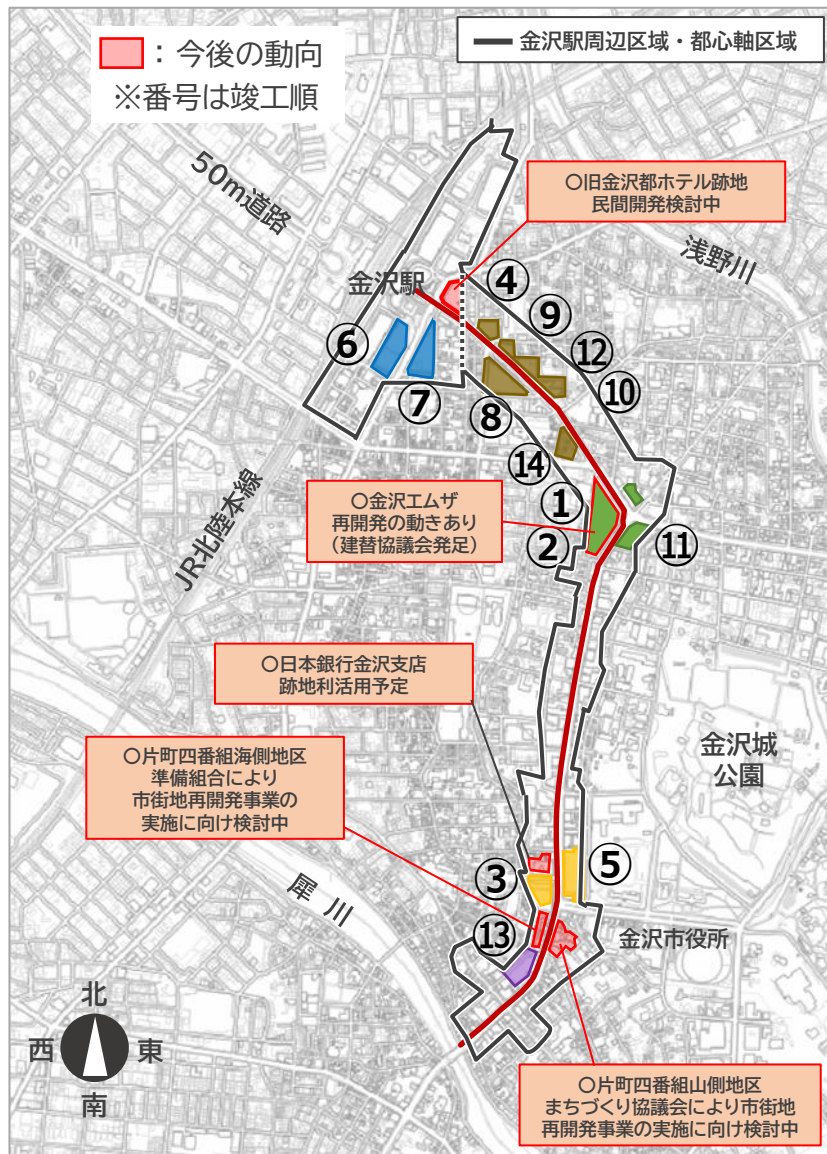 ：今後の動向
※番号は竣工順
金沢駅周辺区域・都心軸区域
50m道路
○旧金沢都ホテル跡地
民間開発検討中
浅野川
金沢駅
④
⑨
⑥
⑫
⑦
⑩
⑧
⑭
JR北陸本線
○金沢エムザ
再開発の動きあり
（建替協議会発足）
①
②
⑪
○日本銀行金沢支店
跡地利活用予定
金沢城
公園
○片町四番組海側地区
準備組合により
市街地再開発事業の
実施に向け検討中
③
⑤
犀川
⑬
金沢市役所
北
西
東
南
○片町四番組山側地区
まちづくり協議会により市街地
再開発事業の実施に向け検討中